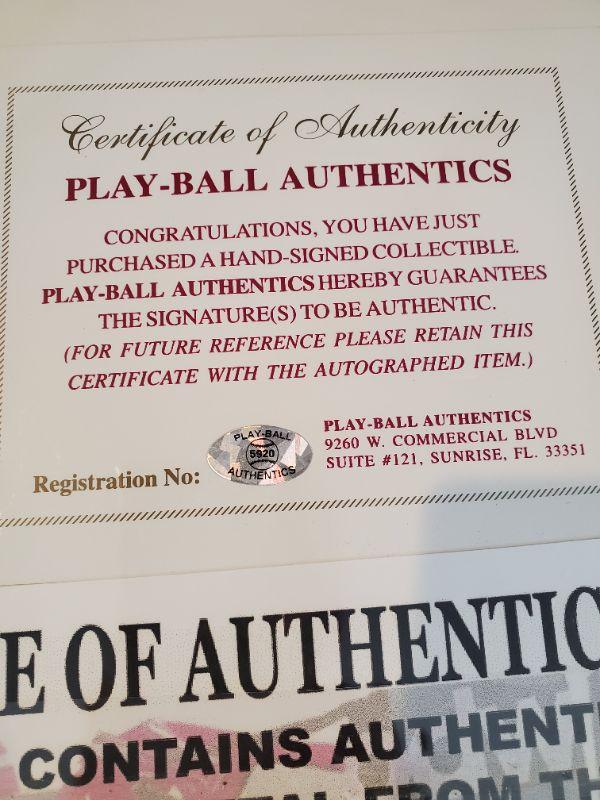 Certificate of Authenticity
PLAY-BALL AUTHENTICS
CONGRATULATIONS, YOU HAVE JUST
PURCHASED A HAND-SIGNED COLLECTIBLE.
PLAY-BALL AUTHENTICS HEREBY GUARANTEES
THE SIGNATURE(S) TO BE AUTHENTIC.
(FOR FUTURE REFERENCE PLEASE RETAIN THIS
CERTIFICATE WITH THE AUTOGRAPHED ITEM.)
Registration No:
PLAY-BALL
5920
AUTHENTICS
PLAY-BALL AUTHENTICS
9260 W. COMMERCIAL BLVD
SUITE #121, SUNRISE, FL. 33351
E OF AUTHENTIC
CONTAINS AUTHENT
FROM TH